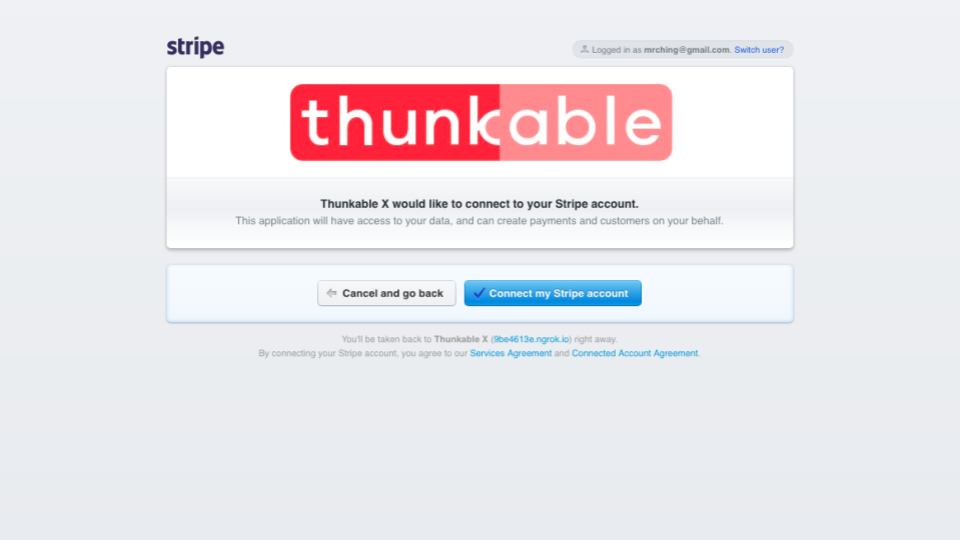 stripe
Logged in as mrching@gmail.com. Switch user?
thunkable
Thunkable X would like to connect to your Stripe account.
This application will have access to your data, and can create payments and customers on your behalf.
Cancel and go back
Connect my Stripe account
You'll be taken back to Thunkable X (9be4613e.ngrok.io) right away.
By connecting your Stripe account, you agree to our Services Agreement and Connected Account Agreement.